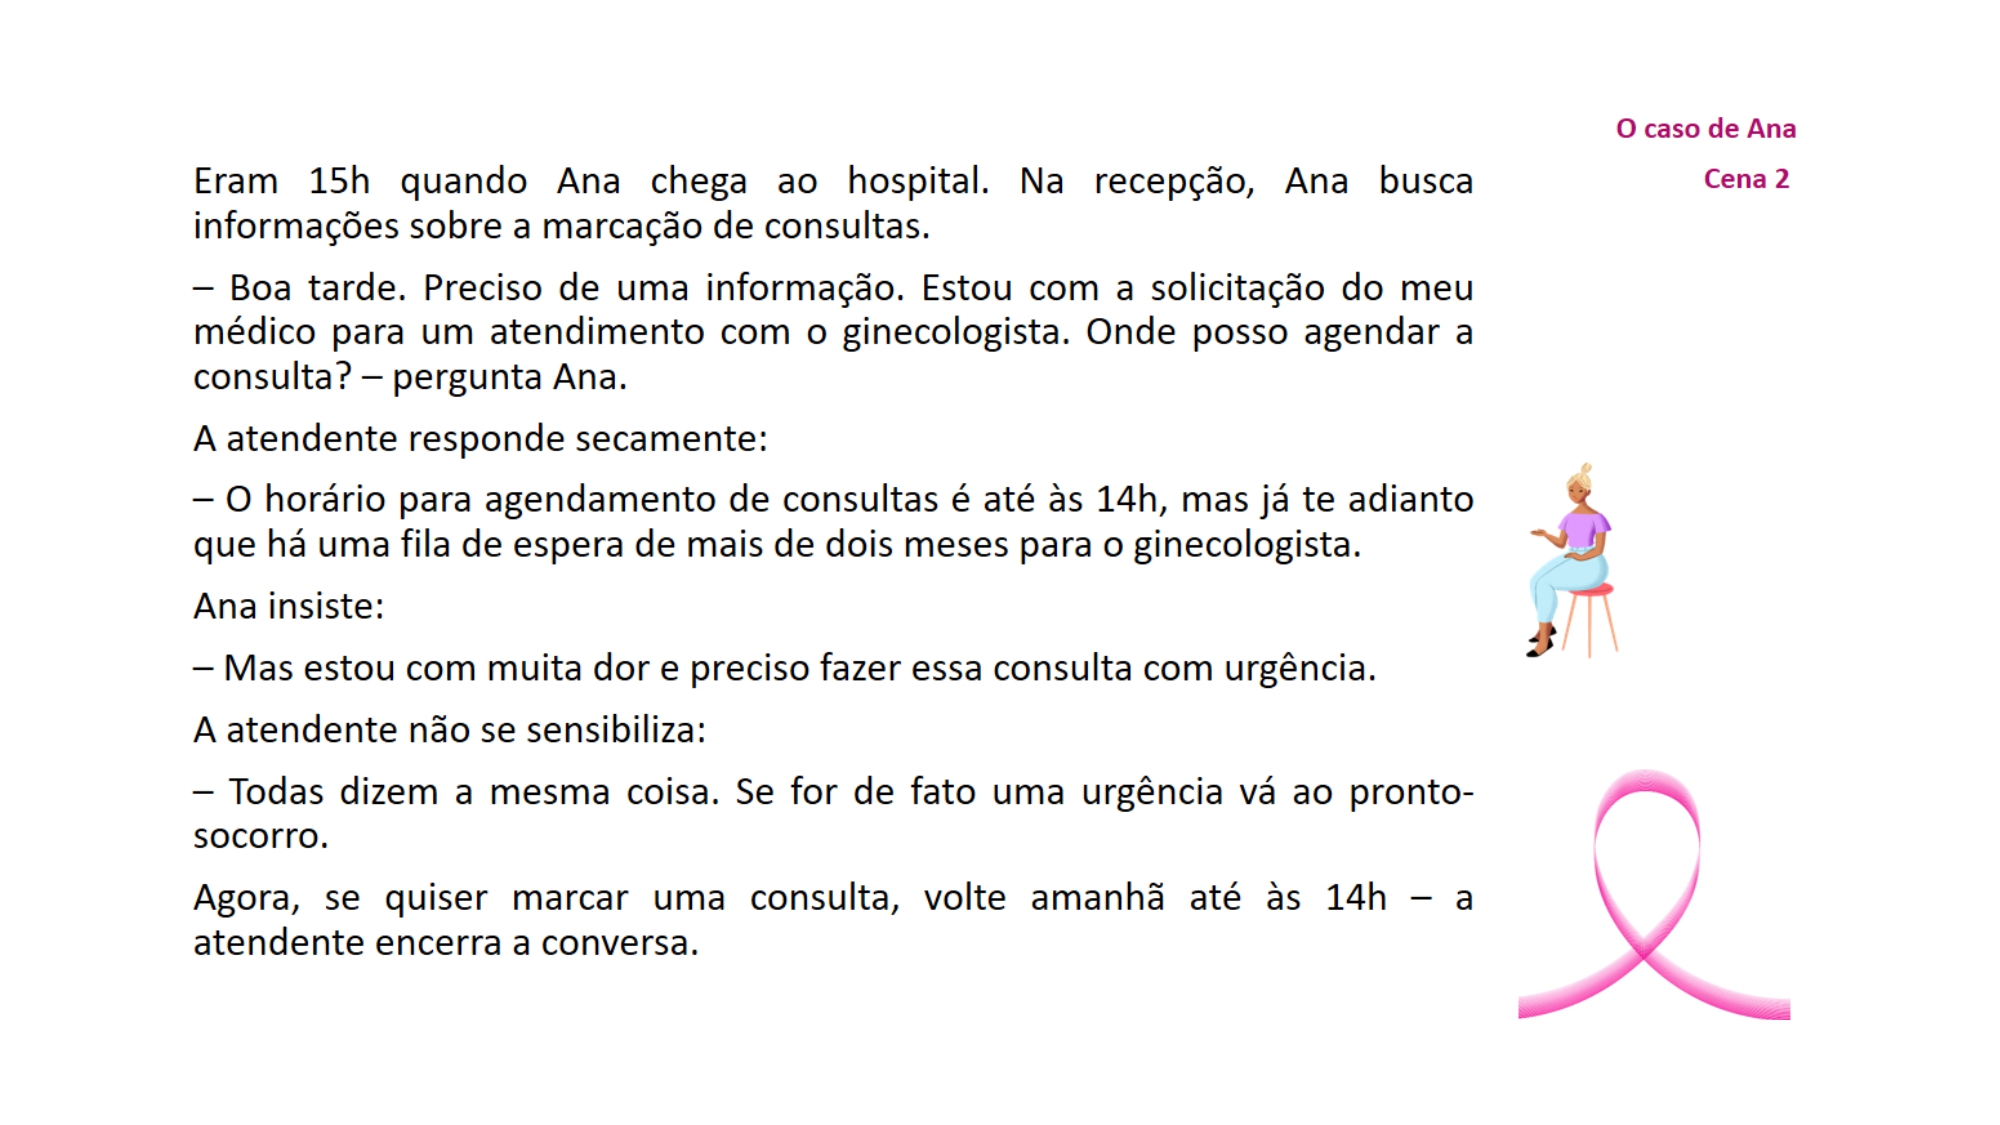 O caso de Ana
Cena 2
Eram 15h quando Ana chega ao hospital. Na recepção, Ana busca
informações sobre a marcação de consultas.
– Boa tarde. Preciso de uma informação. Estou com a solicitação do meu
médico para um atendimento com o ginecologista. Onde posso agendar a
consulta? – pergunta Ana.
A atendente responde secamente:
– O horário para agendamento de consultas é até às 14h, mas já te adianto
que há uma fila de espera de mais de dois meses para o ginecologista.
Ana insiste:
– Mas estou com muita dor e preciso fazer essa consulta com urgência.
A atendente não se sensibiliza:
– Todas dizem a mesma coisa. Se for de fato uma urgência vá ao pronto-
socorro.
Agora, se quiser marcar uma consulta, volte amanhã até às 14h – a
atendente encerra a conversa.